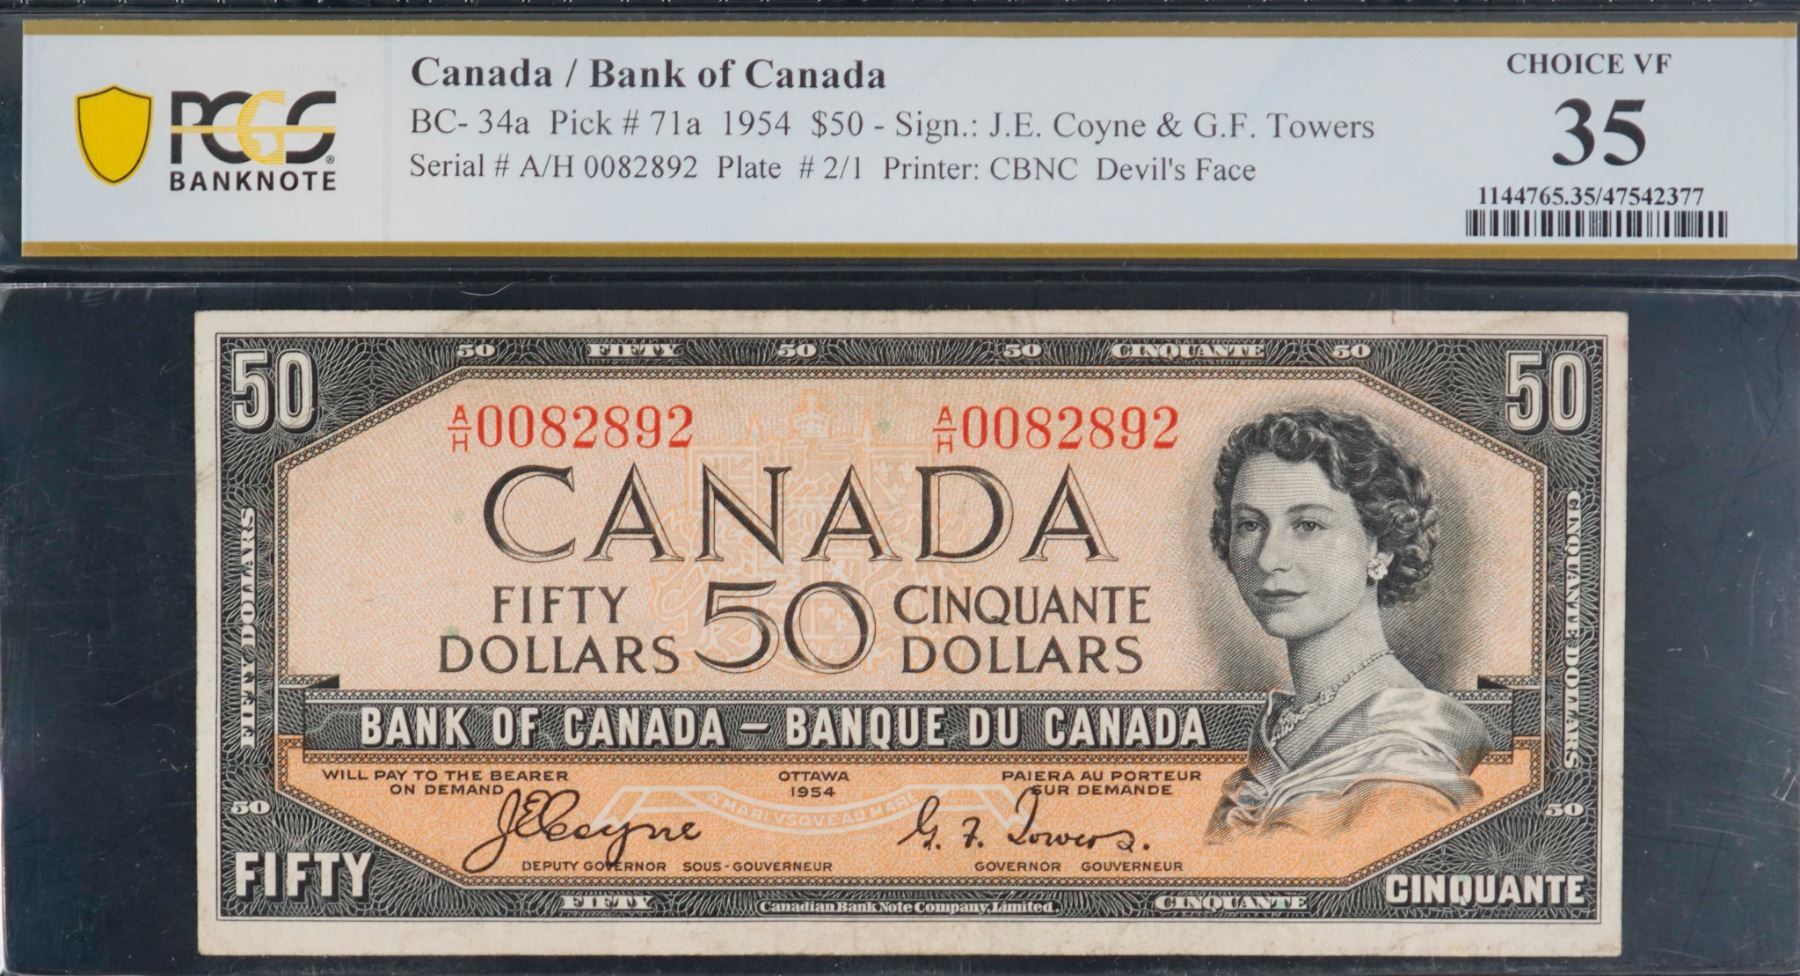 PCGS
BANKNOTE
Canada / Bank of Canada
BC- 34a Pick # 71a 1954 $50 - Sign.: J.E. Coyne & G.F. Towers
Serial # A/H 0082892 Plate # 2/1 Printer: CBNC Devil's Face
CHOICE VF
35
1144765.35/47542377
50 FIFTY 50 50 CINQUANTE 50
50 50
A/H 0082892 A/H 0082892
CANADA
FIFTY DOLLARS
50
CINQUANTE DOLLARS
FIFTY DOLLARS
CINQUANTE DOLLARS
BANK OF CANADA – BANQUE DU CANADA
WILL PAY TO THE BEARER
ON DEMAND
OTTAWA
1954
PAIERA AU PORTEUR
SUR DEMANDE
A MARI VSQVE AD MARE
J E Coyne
G. F. Towers.
DEPUTY GOVERNOR SOUS-GOUVERNEUR
GOVERNOR GOUVERNEUR
50 50
FIFTY CINQUANTE
FIFTY Canadian Bank Note Company, Limited. CINQUANTE